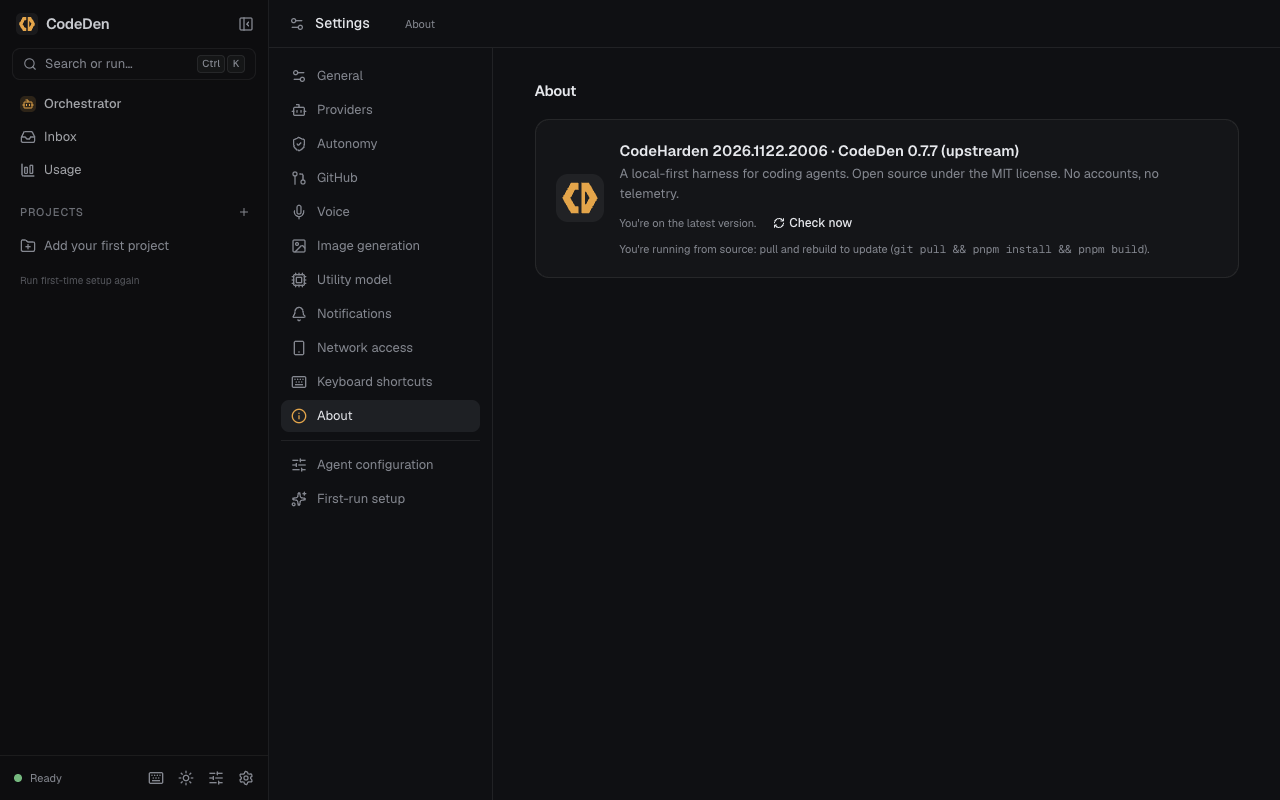 CodeDen
Search or run...
Ctrl K
Orchestrator
Inbox
Usage
PROJECTS
Add your first project
Run first-time setup again
Ready
Settings
About
General
Providers
Autonomy
GitHub
Voice
Image generation
Utility model
Notifications
Network access
Keyboard shortcuts
About
Agent configuration
First-run setup
About
CodeHarden 2026.1122.2006 · CodeDen 0.7.7 (upstream)
A local-first harness for coding agents. Open source under the MIT license. No accounts, no
telemetry.
You're on the latest version. Check now
You're running from source: pull and rebuild to update (git pull && pnpm install && pnpm build).